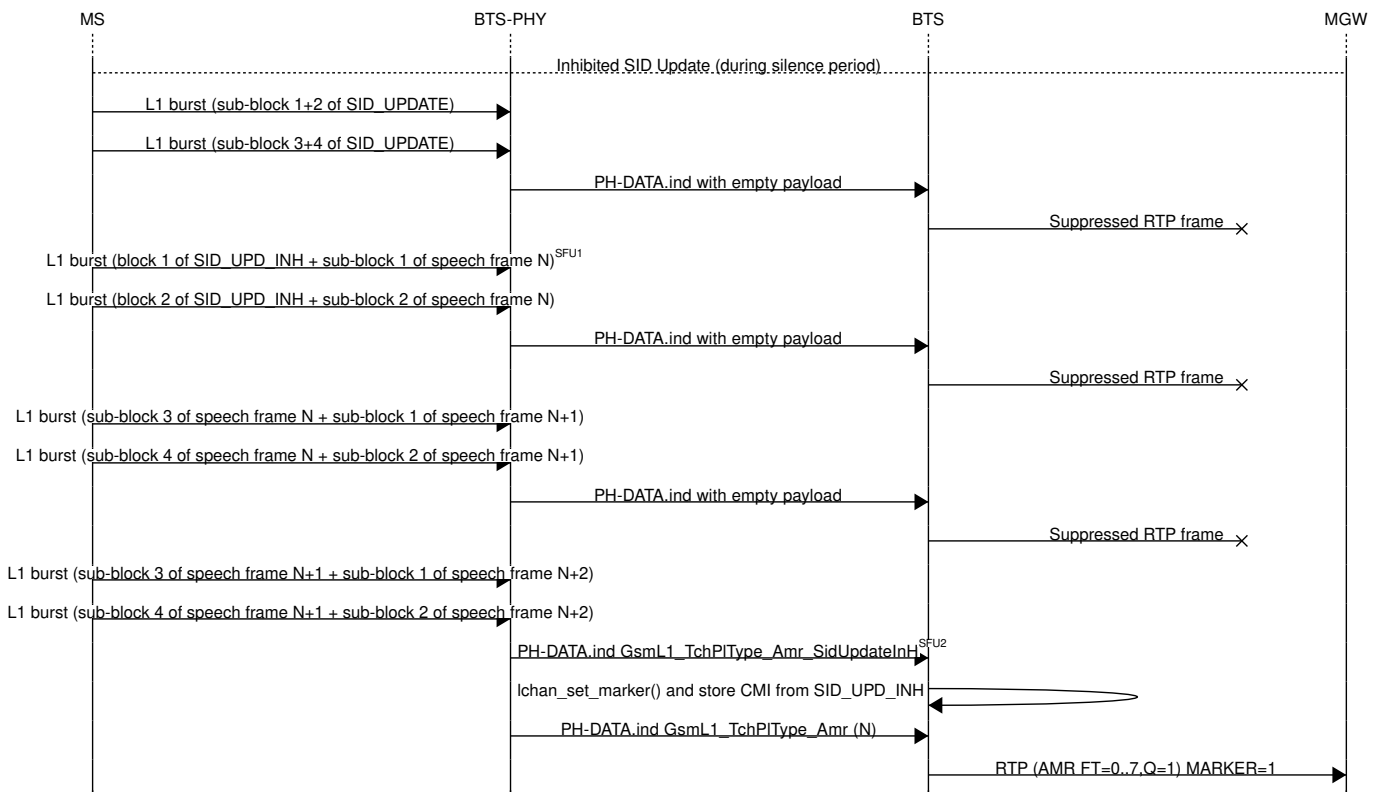 MS BTS-PHY BTS MGW
Inhibited SID Update (during silence period)
L1 burst (sub-block 1+2 of SID_UPDATE)
L1 burst (sub-block 3+4 of SID_UPDATE)
PH-DATA.ind with empty payload
Suppressed RTP frame
L1 burst (block 1 of SID_UPD_INH + sub-block 1 of speech frame N)SFU1
L1 burst (block 2 of SID_UPD_INH + sub-block 2 of speech frame N)
PH-DATA.ind with empty payload
Suppressed RTP frame
L1 burst (sub-block 3 of speech frame N + sub-block 1 of speech frame N+1)
L1 burst (sub-block 4 of speech frame N + sub-block 2 of speech frame N+1)
PH-DATA.ind with empty payload
Suppressed RTP frame
L1 burst (sub-block 3 of speech frame N+1 + sub-block 1 of speech frame N+2)
L1 burst (sub-block 4 of speech frame N+1 + sub-block 2 of speech frame N+2)
PH-DATA.ind GsmL1_TchPlType_Amr_SidUpdateInH SFU2
lchan_set_marker() and store CMI from SID_UPD_INH
PH-DATA.ind GsmL1_TchPlType_Amr (N)
RTP (AMR FT=0..7,Q=1) MARKER=1